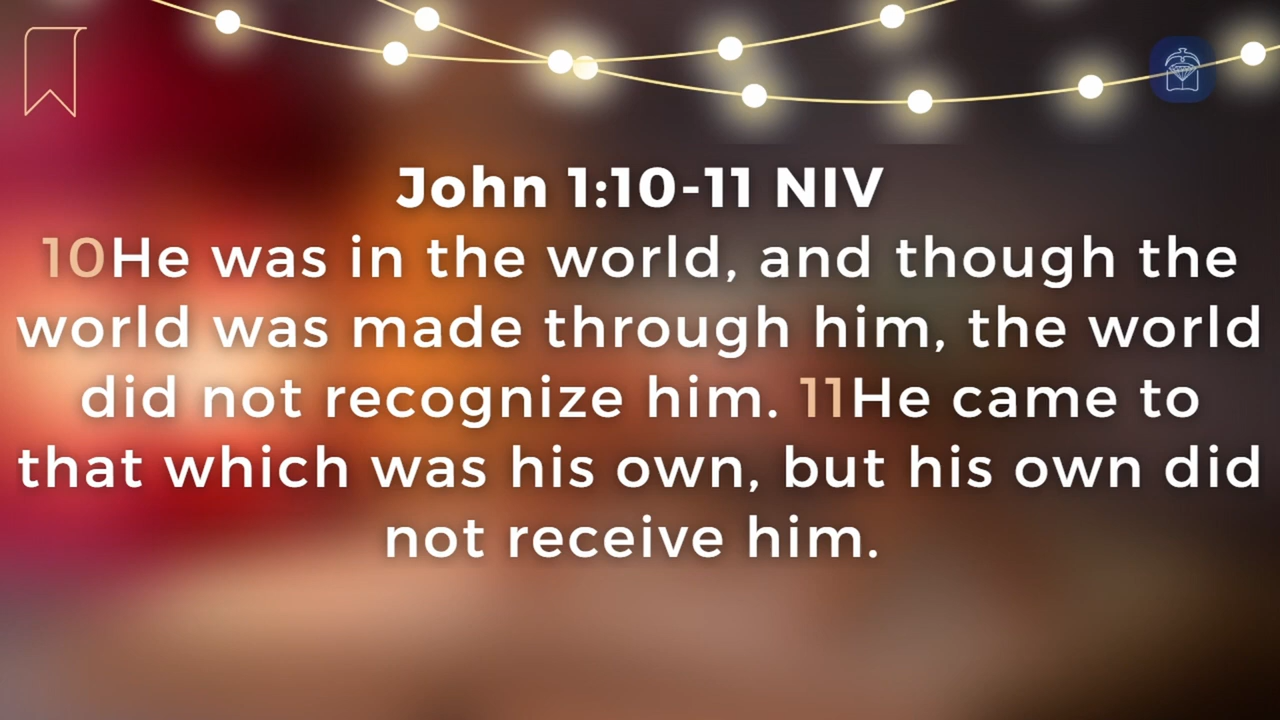 John 1:10-11 NIV
10He was in the world, and though the
world was made through him, the world
did not recognize him. 11He came to
that which was his own, but his own did
not receive him.